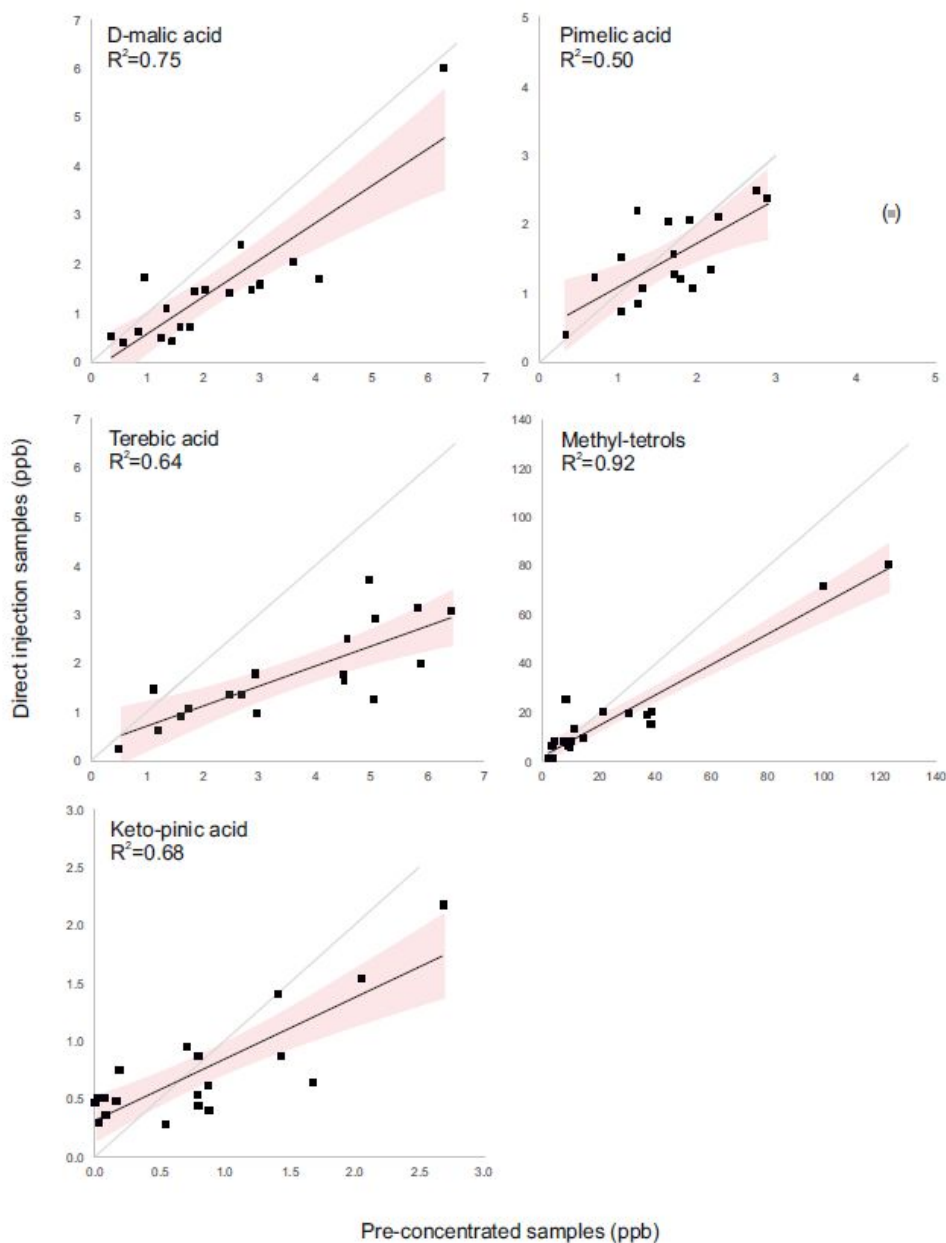 D-malic acid
R²=0.75
7
6
5
4
3
2
1
0
0 1 2 3 4 5 6 7
Pimelic acid
R²=0.50
5
4
3
2
1
0
0 1 2 3 4 5
( )
Terebic acid
R²=0.64
7
6
5
4
3
2
1
0
0 1 2 3 4 5 6 7
Methyl-tetrols
R²=0.92
140
120
100
80
60
40
20
0
0 20 40 60 80 100 120 140
Keto-pinic acid
R²=0.68
3.0
2.5
2.0
1.5
1.0
0.5
0.0
0.0 0.5 1.0 1.5 2.0 2.5 3.0
Direct injection samples (ppb)
Pre-concentrated samples (ppb)